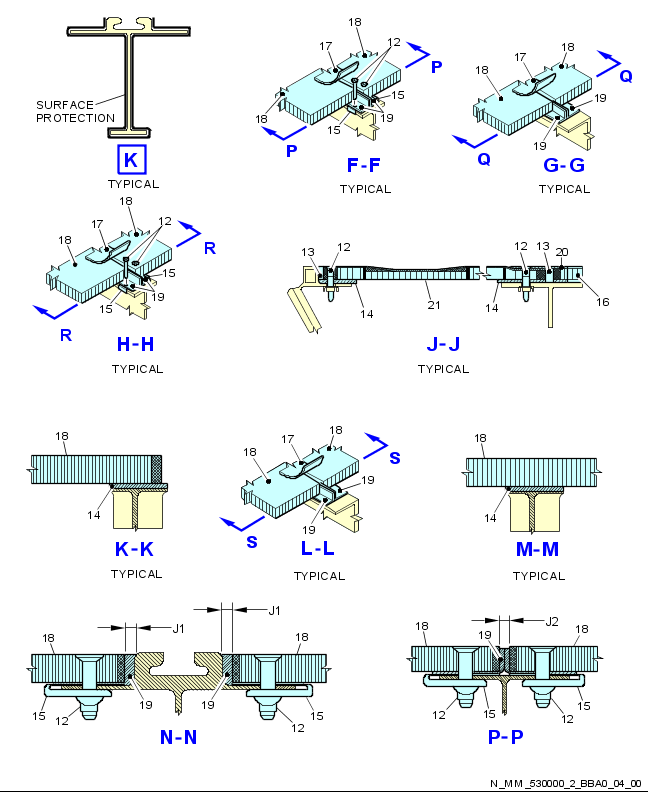 SURFACE
PROTECTION
K
TYPICAL
18
17
12
P
18
15
15
19
P
F-F
TYPICAL
18
17
18
Q
19
19
Q
G-G
TYPICAL
18
17
12
18
R
15
15
19
R
H-H
TYPICAL
13
12
12
13
20
14
21
14
16
J-J
TYPICAL
18
14
K-K
TYPICAL
18
17
18
S
19
19
S
L-L
TYPICAL
18
14
M-M
TYPICAL
J1
J1
18
18
15
12
19
19
12
15
N-N
J2
18
19
18
15
12
15
12
15
P-P
N_MM_530000_2_BBA0_04_00